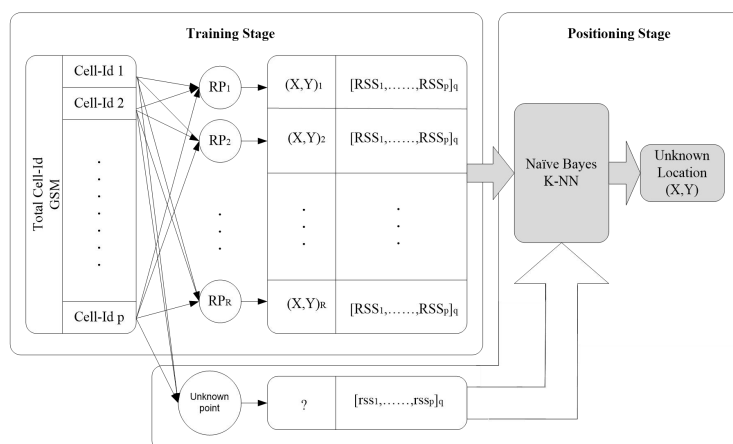 Training Stage
Positioning Stage
Total Cell-Id
GSM
Cell-Id 1
Cell-Id 2
Cell-Id p
RP1
RP2
RPR
(X,Y)1
[RSS1,......,RSSp]q
(X,Y)2
[RSS1,......,RSSp]q
(X,Y)R
[RSS1,......,RSSp]q
Naïve Bayes
K-NN
Unknown
Location
(X,Y)
Unknown
point
?
[rss1,......,rssp]q